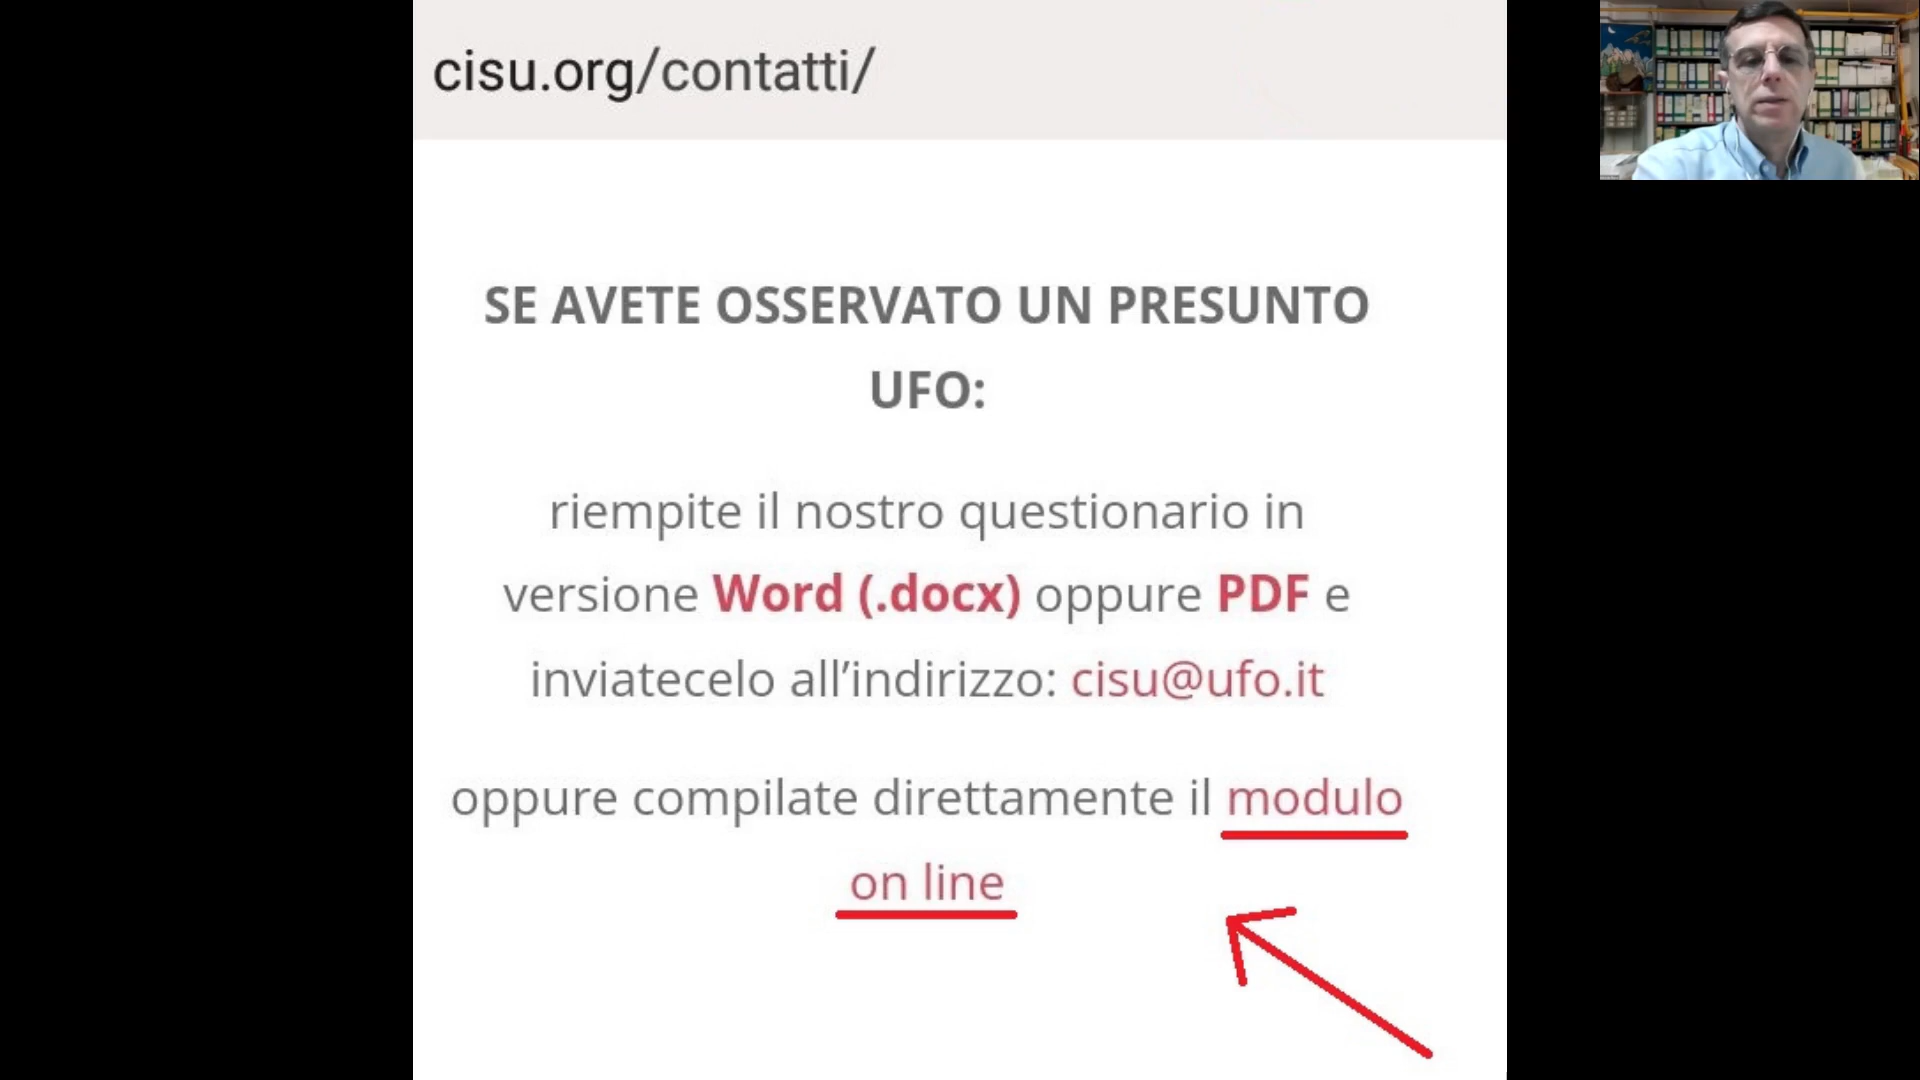 cisu.org/contatti/
SE AVETE OSSERVATO UN PRESUNTO
UFO:
riempite il nostro questionario in
versione Word (.docx) oppure PDF e
inviatecelo all’indirizzo: cisu@ufo.it
oppure compilate direttamente il modulo
on line